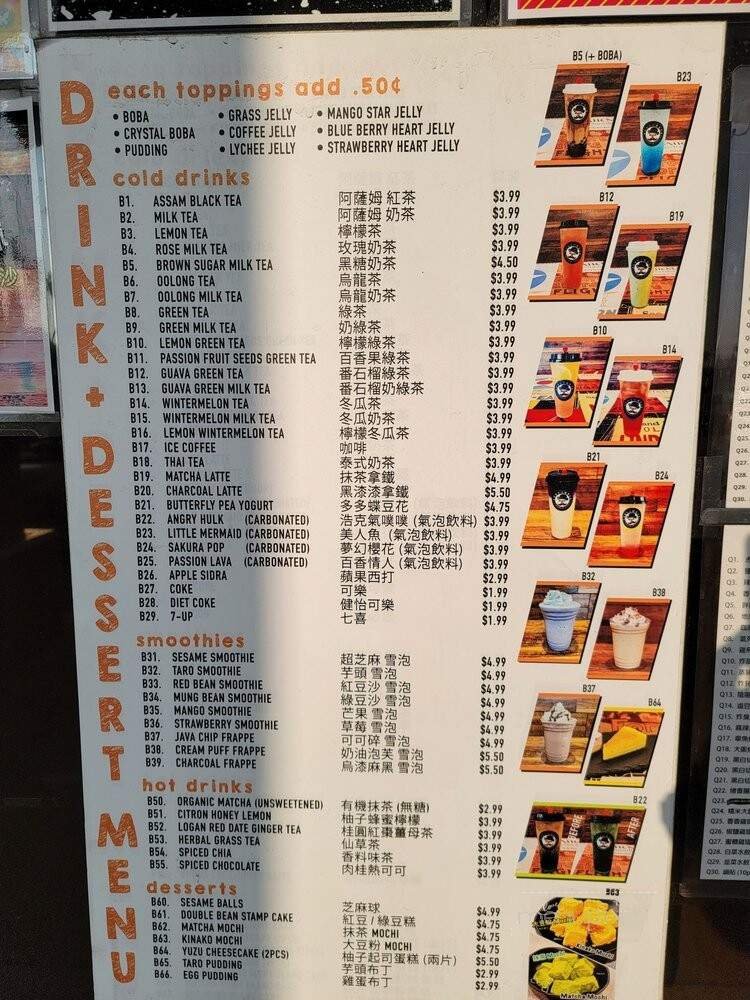 DRINK + DESSERT MENU
each toppings add .50¢
• BOBA • GRASS JELLY • MANGO STAR JELLY
• CRYSTAL BOBA • COFFEE JELLY • BLUE BERRY HEART JELLY
• PUDDING • LYCHEE JELLY • STRAWBERRY HEART JELLY
cold drinks
B1. ASSAM BLACK TEA 阿薩姆 紅茶 $3.99
B2. MILK TEA 阿薩姆 奶茶 $3.99
B3. LEMON TEA 檸檬茶 $3.99
B4. ROSE MILK TEA 玫瑰奶茶 $3.99
B5. BROWN SUGAR MILK TEA 黑糖奶茶 $4.50
B6. OOLONG TEA 烏龍茶 $3.99
B7. OOLONG MILK TEA 烏龍奶茶 $3.99
B8. GREEN TEA 綠茶 $3.99
B9. GREEN MILK TEA 奶綠茶 $3.99
B10. LEMON GREEN TEA 檸檬綠茶 $3.99
B11. PASSION FRUIT SEEDS GREEN TEA 百香果綠茶 $3.99
B12. GUAVA GREEN TEA 番石榴綠茶 $3.99
B13. GUAVA GREEN MILK TEA 番石榴奶綠茶 $3.99
B14. WINTERMELON TEA 冬瓜茶 $3.99
B15. WINTERMELON MILK TEA 冬瓜奶茶 $3.99
B16. LEMON WINTERMELON TEA 檸檬冬瓜茶 $3.99
B17. ICE COFFEE 咖啡 $3.99
B18. THAI TEA 泰式奶茶 $3.99
B19. MATCHA LATTE 抹茶拿鐵 $4.99
B20. CHARCOAL LATTE 黑漆漆拿鐵 $5.50
B21. BUTTERFLY PEA YOGURT 多多蝶豆花 $4.75
B22. ANGRY HULK (CARBONATED) 浩克氣噗噗 (氣泡飲料) $3.99
B23. LITTLE MERMAID (CARBONATED) 美人魚 (氣泡飲料) $3.99
B24. SAKURA POP (CARBONATED) 夢幻櫻花 (氣泡飲料) $3.99
B25. PASSION LAVA (CARBONATED) 百香情人 (氣泡飲料) $3.99
B26. APPLE SIDRA 蘋果西打 $2.99
B27. COKE 可樂 $1.99
B28. DIET COKE 健怡可樂 $1.99
B29. 7-UP 七喜 $1.99
smoothies
B31. SESAME SMOOTHIE 超芝麻 雪泡 $4.99
B32. TARO SMOOTHIE 芋頭 雪泡 $4.99
B33. RED BEAN SMOOTHIE 紅豆沙 雪泡 $4.99
B34. MUNG BEAN SMOOTHIE 綠豆沙 雪泡 $4.99
B35. MANGO SMOOTHIE 芒果 雪泡 $4.99
B36. STRAWBERRY SMOOTHIE 草莓 雪泡 $4.99
B37. JAVA CHIP FRAPPE 可可碎 雪泡 $4.99
B38. CREAM PUFF FRAPPE 奶油泡芙 雪泡 $5.50
B39. CHARCOAL FRAPPE 烏漆麻黑 雪泡 $5.50
hot drinks
B50. ORGANIC MATCHA (UNSWEETENED) 有機抹茶 (無糖) $2.99
B51. CITRON HONEY LEMON 柚子蜂蜜檸檬 $3.99
B52. LOGAN RED DATE GINGER TEA 桂圓紅棗薑母茶 $3.99
B53. HERBAL GRASS TEA 仙草茶 $3.99
B54. SPICED CHIA 香料味茶 $3.99
B55. SPICED CHOCOLATE 肉桂熱可可 $3.99
desserts
B60. SESAME BALLS 芝麻球 $4.99
B61. DOUBLE BEAN STAMP CAKE 紅豆 / 綠豆糕 $4.75
B62. MATCHA MOCHI 抹茶 MOCHI $4.75
B63. KINAKO MOCHI 大豆粉 MOCHI $4.75
B64. YUZU CHEESECAKE (2PCS) 柚子起司蛋糕 (兩片) $5.50
B65. TARO PUDDING 芋頭布丁 $2.99
B66. EGG PUDDING 雞蛋布丁 $2.99
B5 (+ BOBA)
B23
B12
B19
B10
B14
B21
B24
B32
B38
B37
B64
B22
BEFORE
AFTER
B63
Kinako Mochi
Matcha Mochi